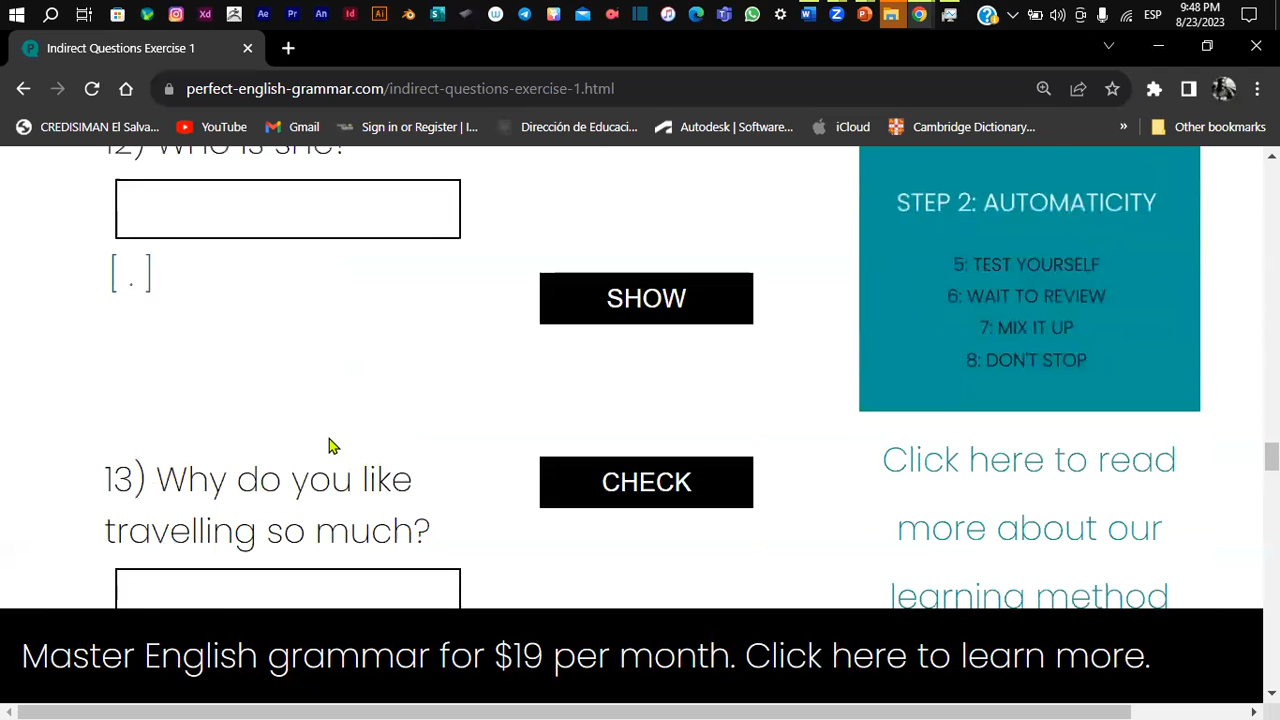 9:48 PM
ESP
8/23/2023
Indirect Questions Exercise 1
perfect-english-grammar.com/indirect-questions-exercise-1.html
CREDISIMAN El Salva...
YouTube
Gmail
Sign in or Register | I...
Dirección de Educaci...
Autodesk | Software...
iCloud
Cambridge Dictionary...
»
Other bookmarks
12) Who is she?
[ . ]
SHOW
13) Why do you like
travelling so much?
CHECK
STEP 2: AUTOMATICITY
5: TEST YOURSELF
6: WAIT TO REVIEW
7: MIX IT UP
8: DON'T STOP
Click here to read
more about our
learning method
Master English grammar for $19 per month. Click here to learn more.